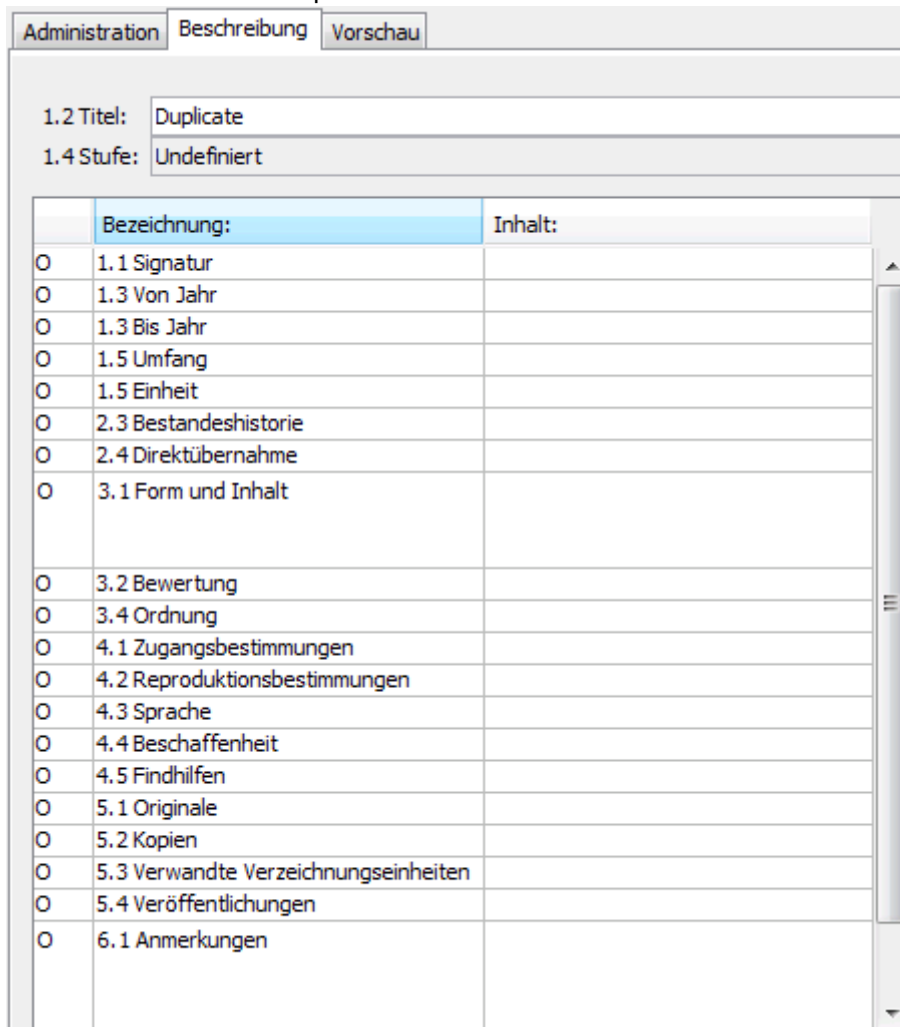 Administration Beschreibung Vorschau
1.2 Titel: Duplicate
1.4 Stufe: Undefiniert
Bezeichnung: Inhalt:
O 1.1 Signatur
O 1.3 Von Jahr
O 1.3 Bis Jahr
O 1.5 Umfang
O 1.5 Einheit
O 2.3 Bestandeshistorie
O 2.4 Direktübernahme
O 3.1 Form und Inhalt
O 3.2 Bewertung
O 3.4 Ordnung
O 4.1 Zugangsbestimmungen
O 4.2 Reproduktionsbestimmungen
O 4.3 Sprache
O 4.4 Beschaffenheit
O 4.5 Findhilfen
O 5.1 Originale
O 5.2 Kopien
O 5.3 Verwandte Verzeichnungseinheiten
O 5.4 Veröffentlichungen
O 6.1 Anmerkungen